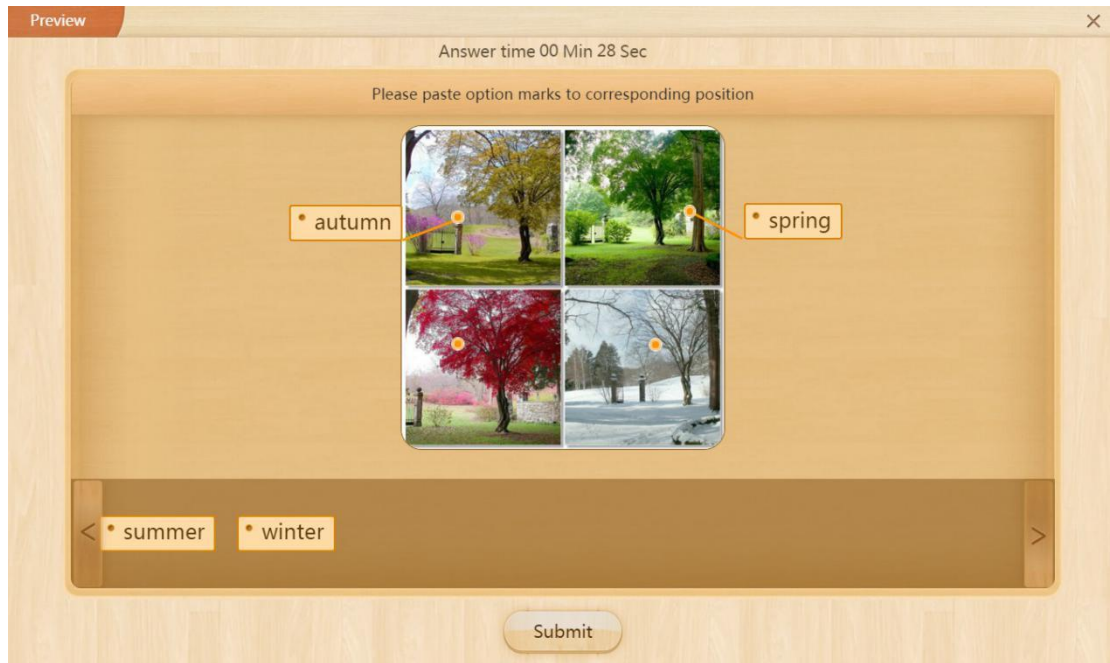 Preview
Answer time 00 Min 28 Sec
Please paste option marks to corresponding position
autumn
spring
summer
winter
Submit